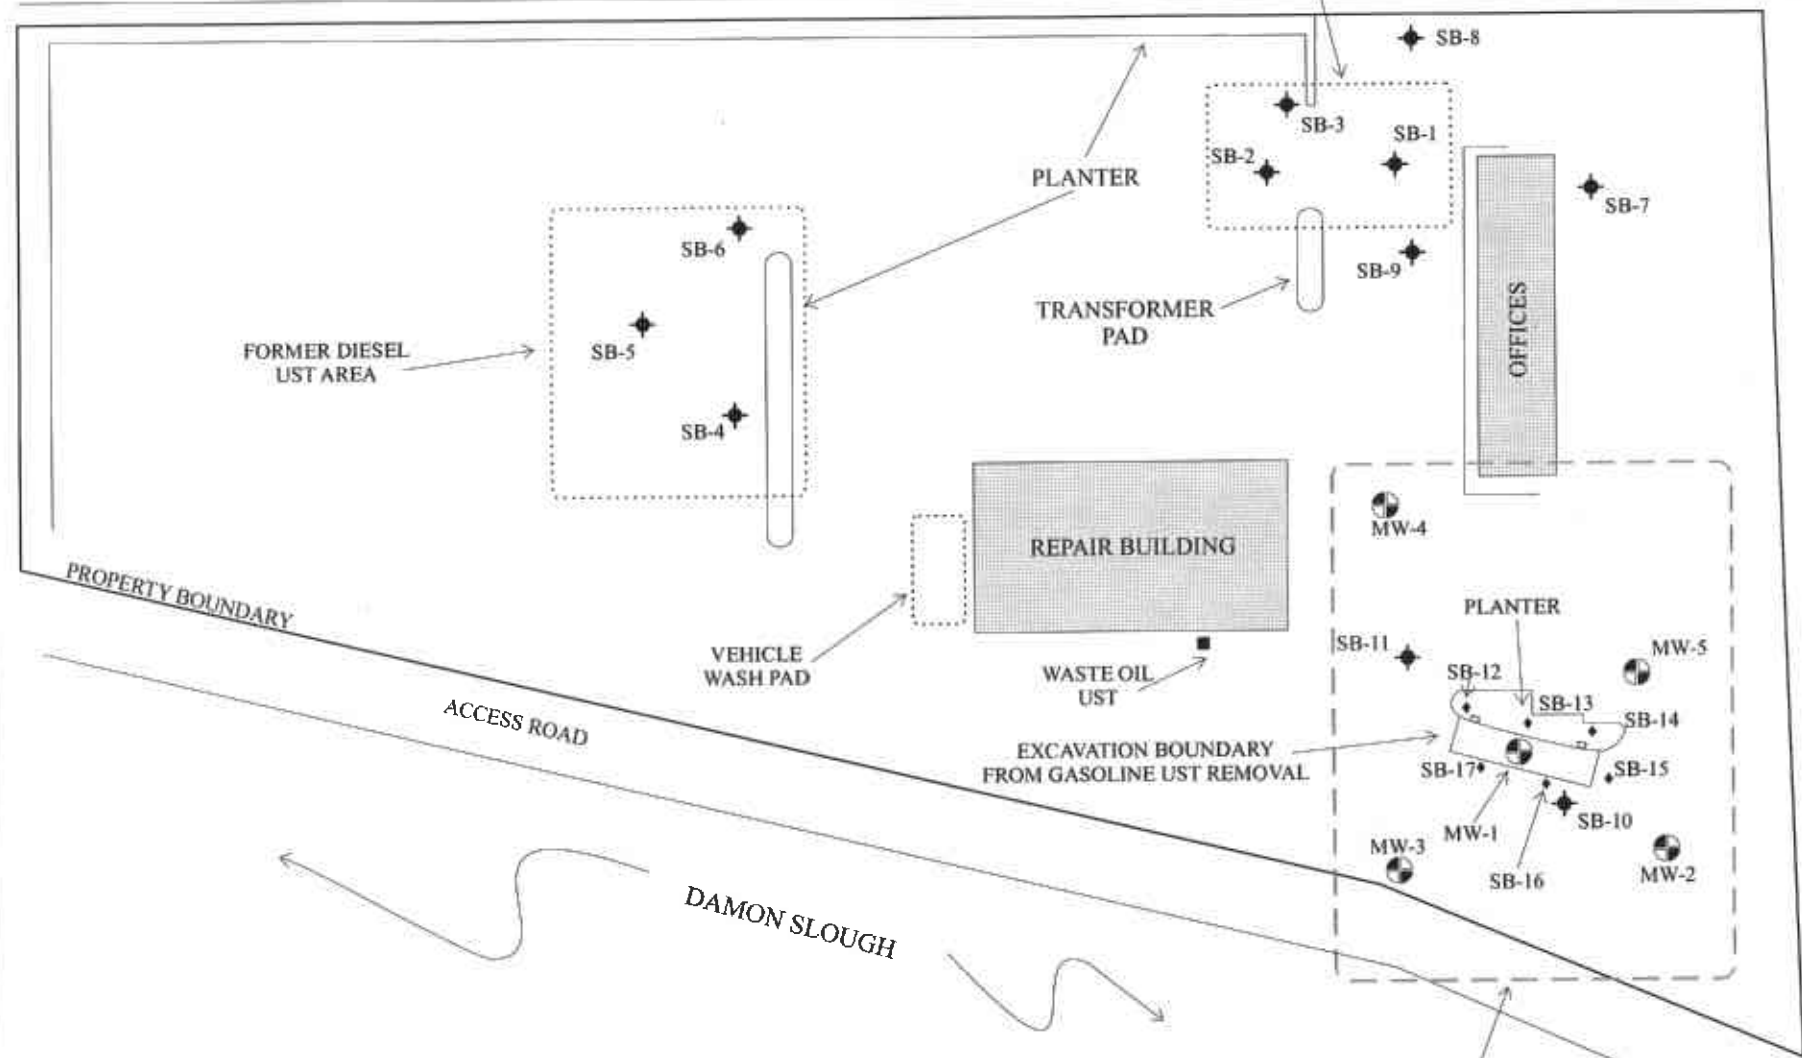 SB-8
SB-3
SB-1
SB-2
PLANTER
SB-7
SB-6
SB-9
TRANSFORMER
PAD
OFFICES
SB-5
FORMER DIESEL
UST AREA
SB-4
MW-4
REPAIR BUILDING
PROPERTY BOUNDARY
PLANTER
SB-11
MW-5
VEHICLE
WASH PAD
WASTE OIL
UST
SB-12
SB-13
SB-14
ACCESS ROAD
EXCAVATION BOUNDARY
FROM GASOLINE UST REMOVAL
SB-17
SB-15
SB-10
MW-1
MW-3
SB-16
MW-2
DAMON SLOUGH